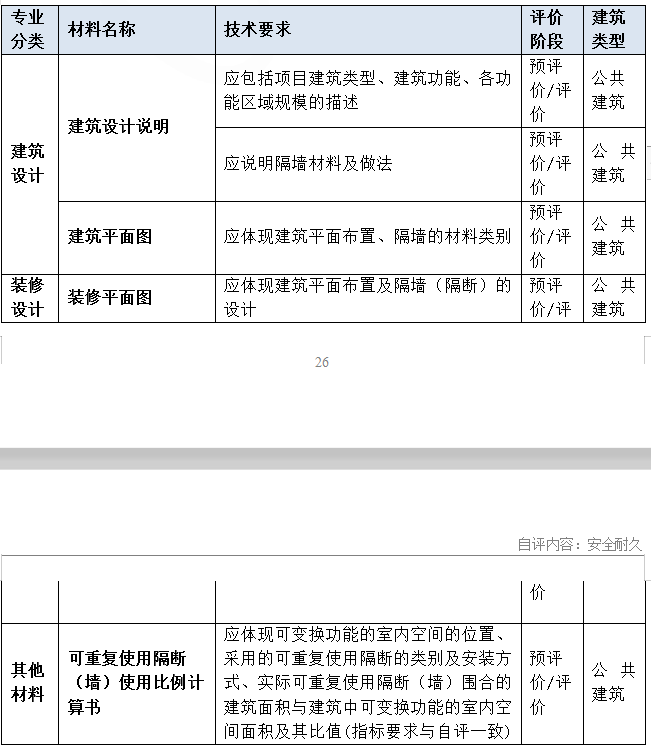 专业分类 材料名称 技术要求 评价阶段 建筑类型
建筑设计 建筑设计说明 应包括项目建筑类型、建筑功能、各功能区域规模的描述 预评价/评价 公共建筑
应说明隔墙材料及做法 预评价/评价 公共建筑
建筑平面图 应体现建筑平面布置、隔墙的材料类别 预评价/评价 公共建筑
装修设计 装修平面图 应体现建筑平面布置及隔墙（隔断）的设计 预评价/评 公共建筑
26
自评内容：安全耐久
价
其他材料 可重复使用隔断（墙）使用比例计算书 应体现可变换功能的室内空间的位置、采用的可重复使用隔断的类别及安装方式、实际可重复使用隔断（墙）围合的建筑面积与建筑中可变换功能的室内空间面积及其比值(指标要求与自评一致) 预评价/评价 公共建筑